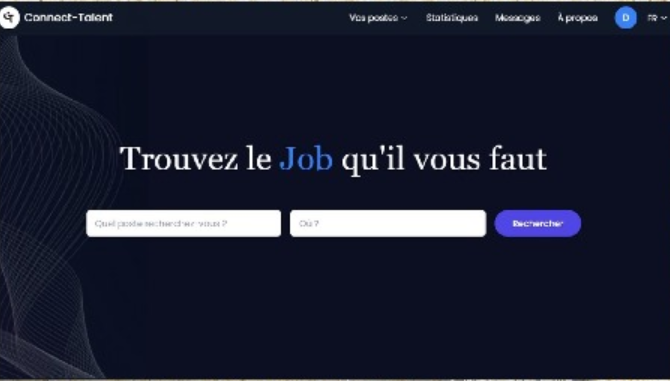 Connect-Talent
Vos postes Statistiques Messages À propos D FR
Trouvez le Job qu'il vous faut
Quel poste recherchez-vous ? Où ? Rechercher